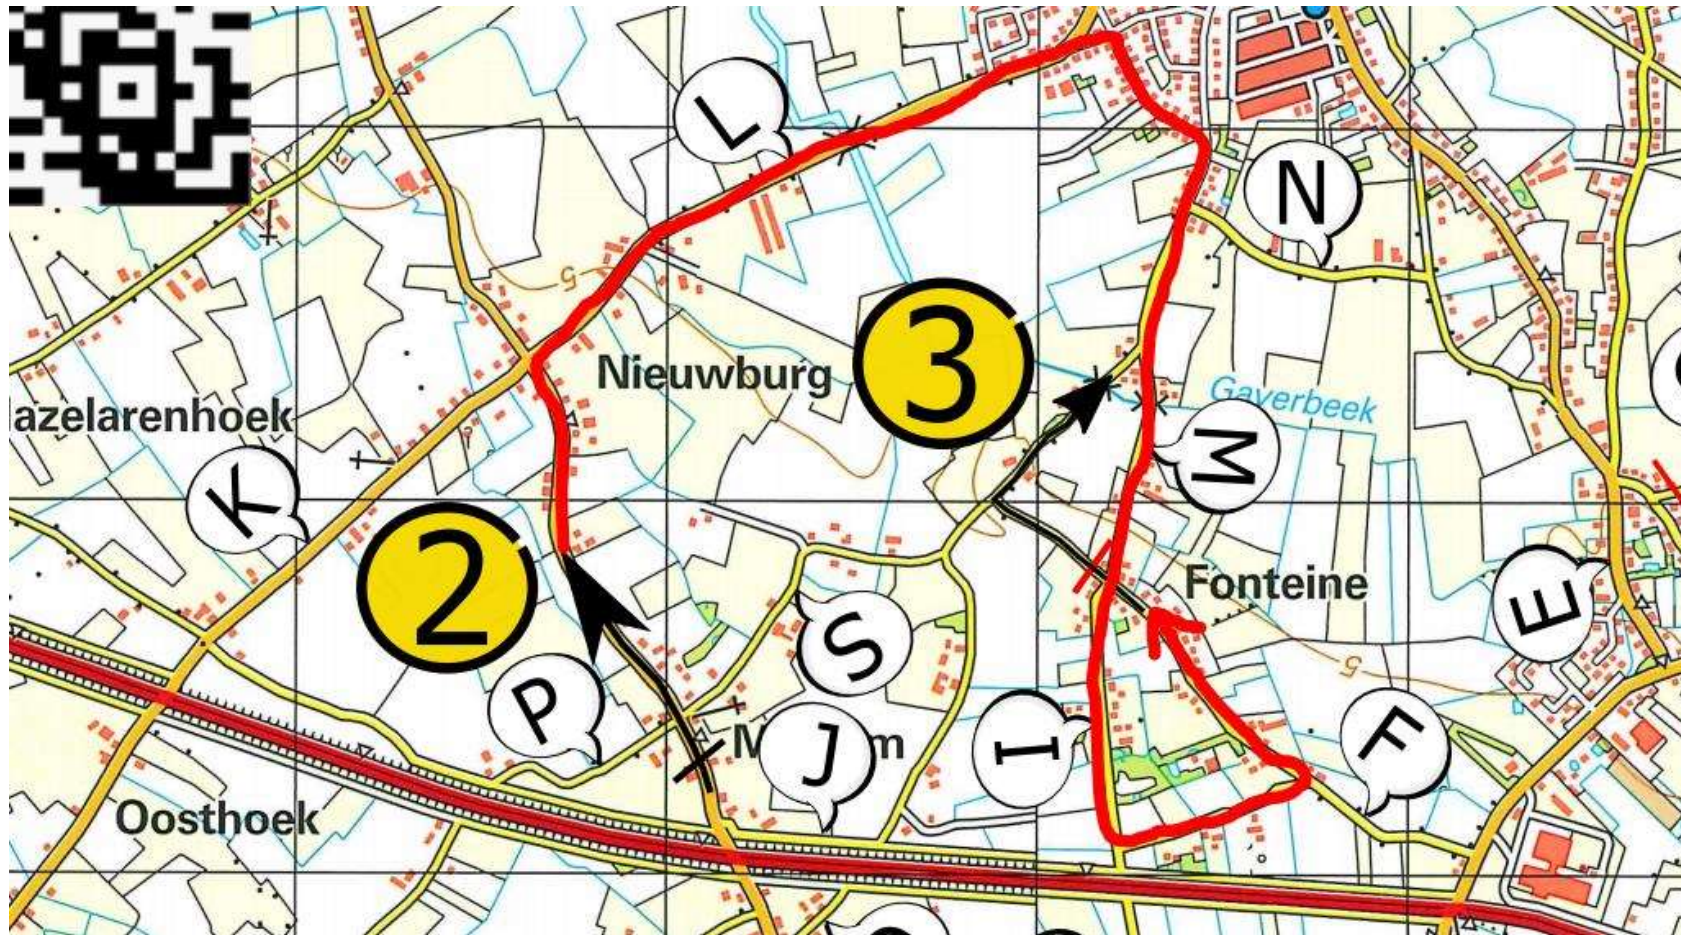 L
N
5
3
Nieuwburg
Gaverbeek
azelarenhoek
K
M
2
Fonteine
E
S
P
5
J
M
m
I
F
Oosthoek